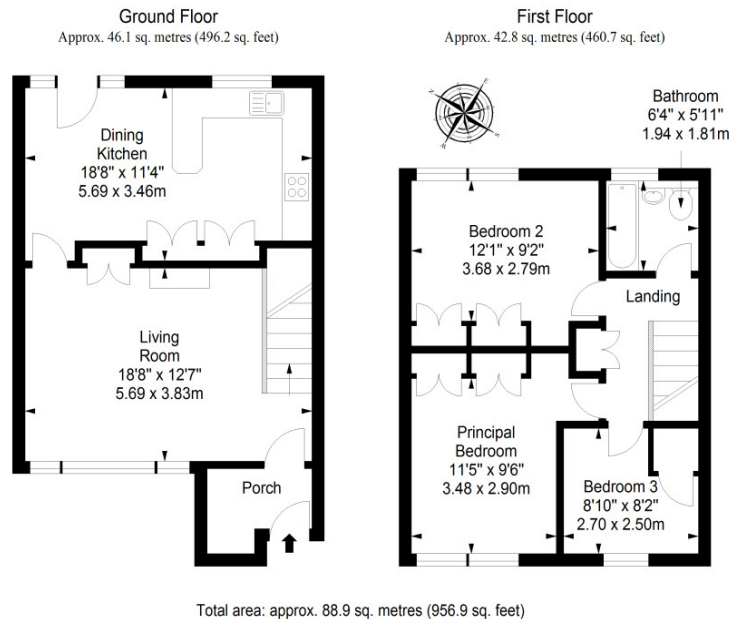 Ground Floor
Approx. 46.1 sq. metres (496.2 sq. feet)
First Floor
Approx. 42.8 sq. metres (460.7 sq. feet)
Dining
Kitchen
18'8" x 11'4"
5.69 x 3.46m
Living
Room
18'8" x 12'7"
5.69 x 3.83m
Porch
N
E
S
W
Bathroom
6'4" x 5'11"
1.94 x 1.81m
Bedroom 2
12'1" x 9'2"
3.68 x 2.79m
Landing
Principal
Bedroom
11'5" x 9'6"
3.48 x 2.90m
Bedroom 3
8'10" x 8'2"
2.70 x 2.50m
Total area: approx. 88.9 sq. metres (956.9 sq. feet)